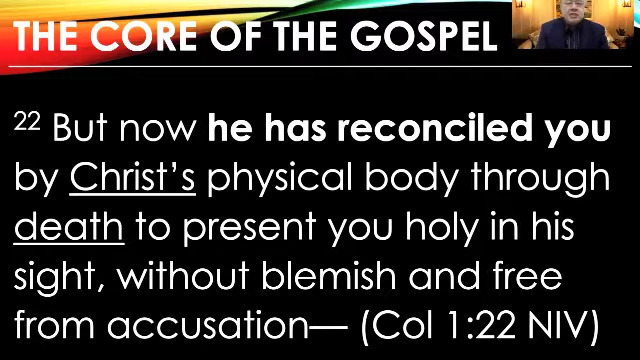 THE CORE OF THE GOSPEL
22 But now he has reconciled you
by Christ's physical body through
death to present you holy in his
sight, without blemish and free
from accusation— (Col 1:22 NIV)